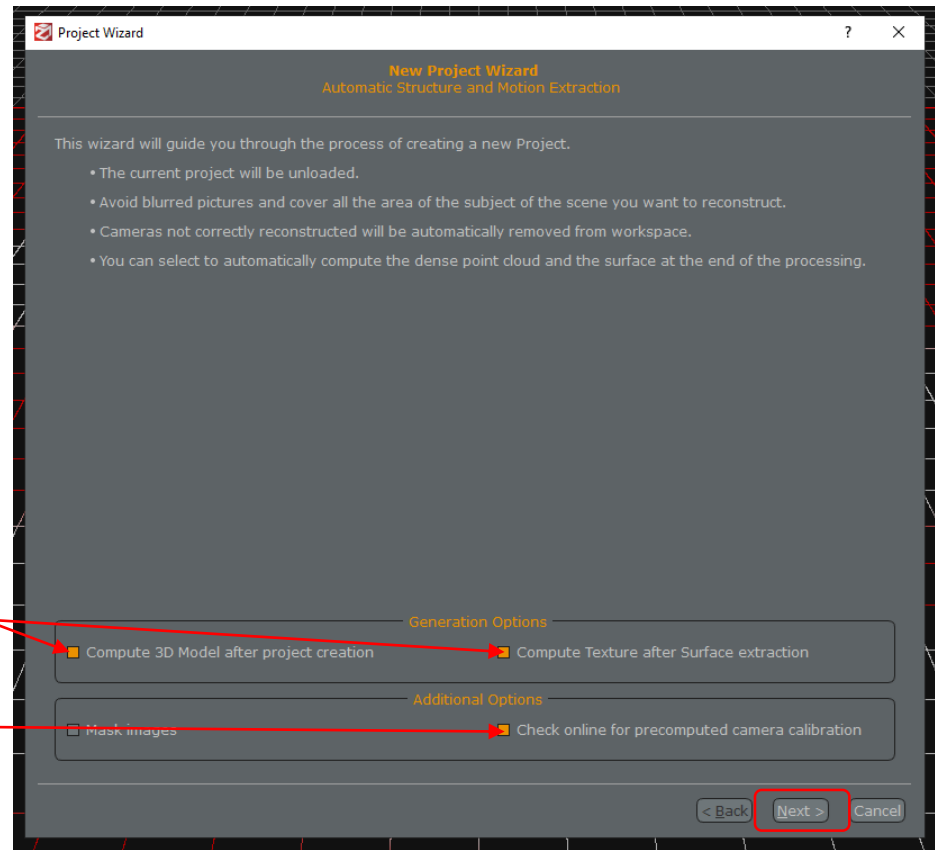 Project Wizard
?
New Project Wizard
Automatic Structure and Motion Extraction
This wizard will guide you through the process of creating a new Project.
• The current project will be unloaded.
• Avoid blurred pictures and cover all the area of the subject of the scene you want to reconstruct.
• Cameras not correctly reconstructed will be automatically removed from workspace.
• You can select to automatically compute the dense point cloud and the surface at the end of the processing.
Generation Options
Compute 3D Model after project creation
Compute Texture after Surface extraction
Additional Options
Mask images
Check online for precomputed camera calibration
< Back
Next >
Cancel